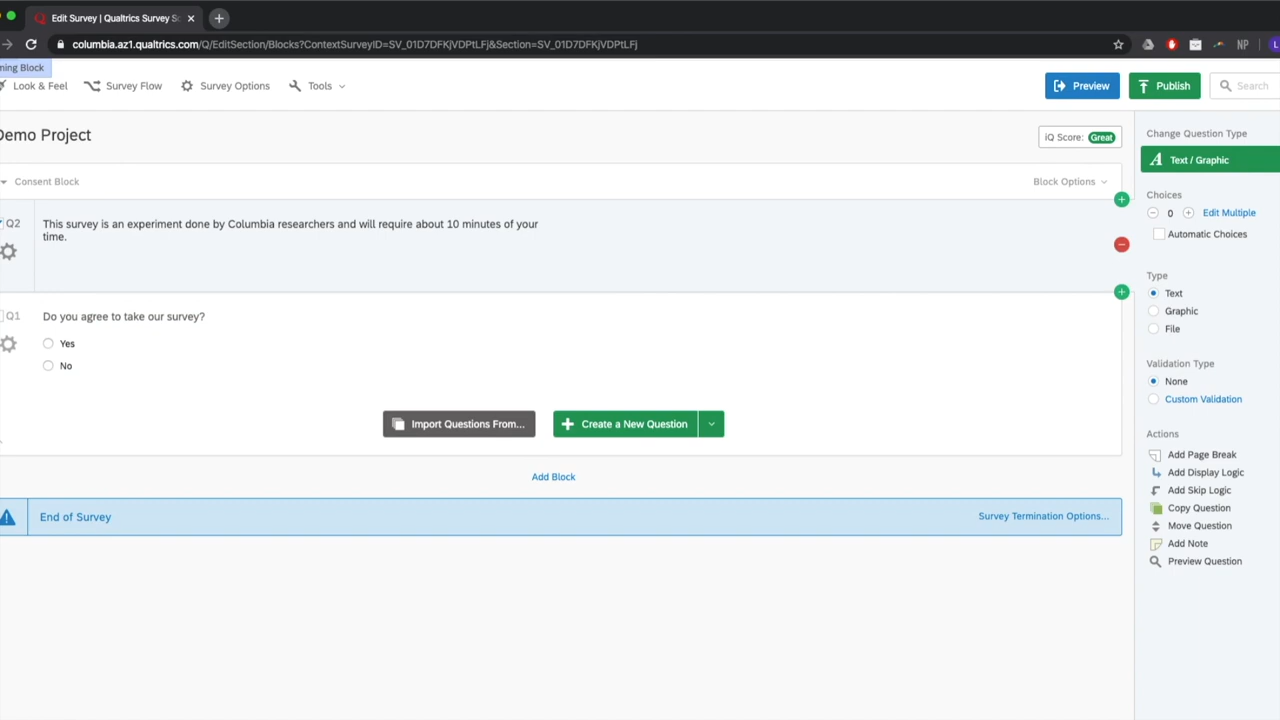 Edit Survey | Qualtrics Survey So
columbia.az1.qualtrics.com/Q/EditSection/Blocks?ContextSurveyID=SV_01D7DFKjVDPtLFj&Section=SV_01D7DFKjVDPtLFj
NP
ming Block
Look & Feel
Survey Flow
Survey Options
Tools
Preview
Publish
Search
Demo Project
iQ Score: Great
Change Question Type
Text / Graphic
Consent Block
Block Options
Choices
0
Edit Multiple
Automatic Choices
Q2
This survey is an experiment done by Columbia researchers and will require about 10 minutes of your
time.
Type
Text
Graphic
File
Q1
Do you agree to take our survey?
Yes
No
Validation Type
None
Custom Validation
Import Questions From...
Create a New Question
Actions
Add Page Break
Add Display Logic
Add Skip Logic
Copy Question
Move Question
Add Note
Preview Question
Add Block
End of Survey
Survey Termination Options...